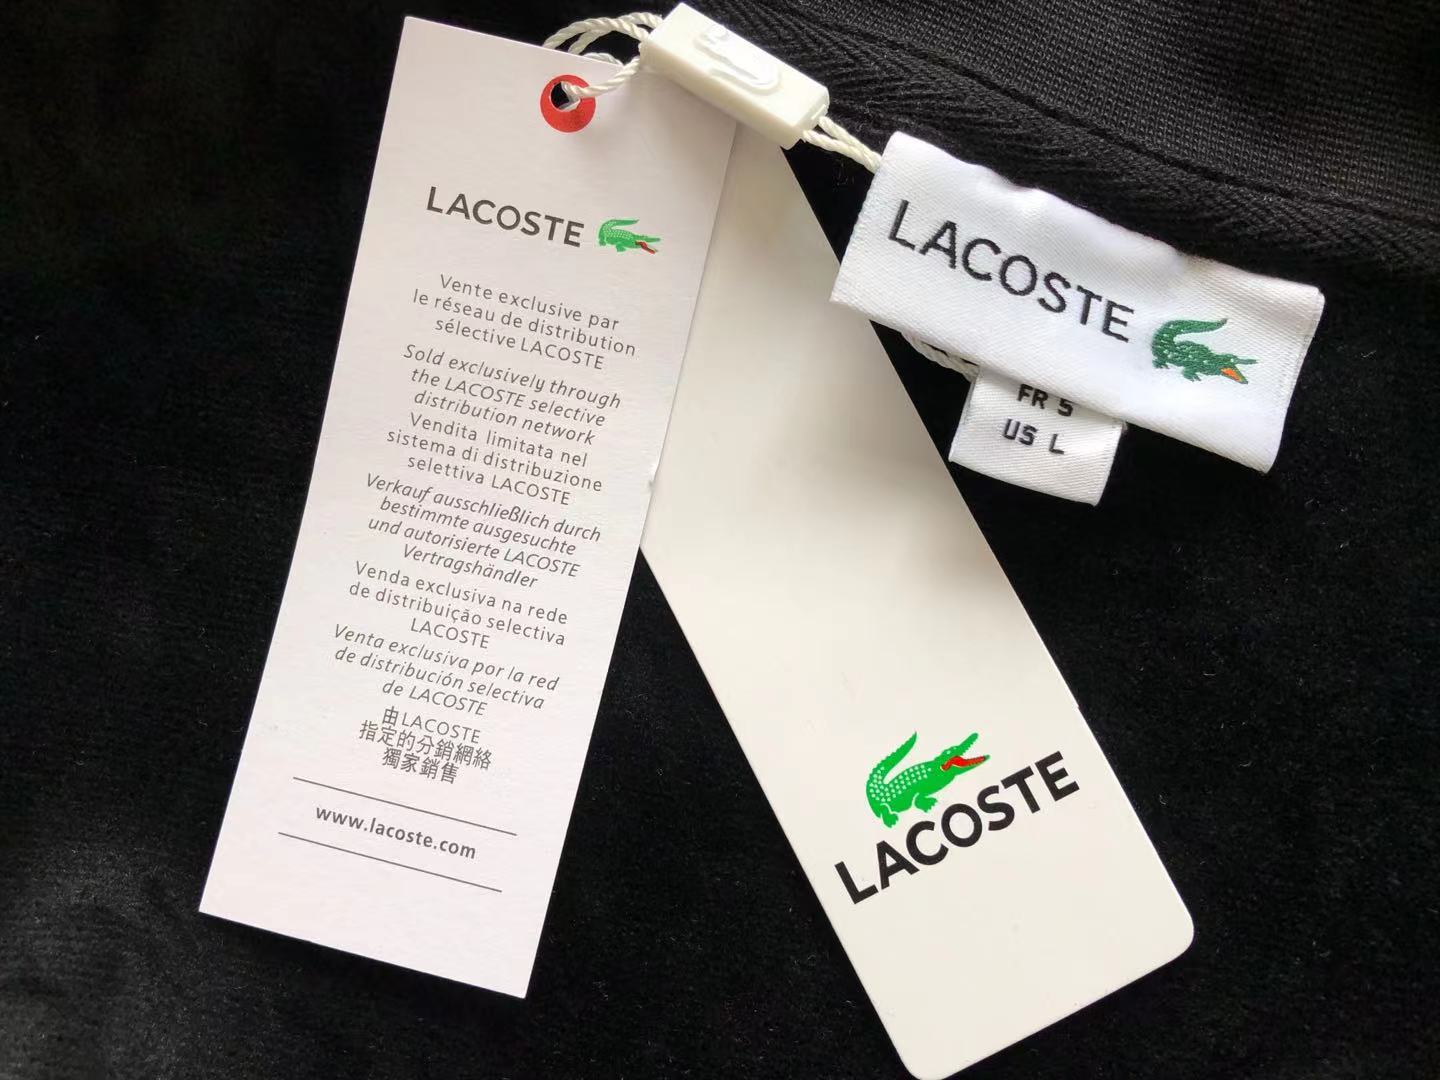 LACOSTE
Vente exclusive par
le réseau de distribution
sélective LACOSTE
Sold exclusively through
the LACOSTE selective
distribution network
Vendita limitata nel
sistema di distribuzione
selettiva LACOSTE
Verkauf ausschließlich durch
bestimmte ausgesuchte
und autorisierte LACOSTE
Vertragshändler
Venda exclusiva na rede
de distribuição selectiva
LACOSTE
Venta exclusiva por la red
de distribución selectiva
de LACOSTE
由LACOSTE
指定的分銷網絡
獨家銷售
www.lacoste.com
LACOSTE
LACOSTE
FR 5
US L